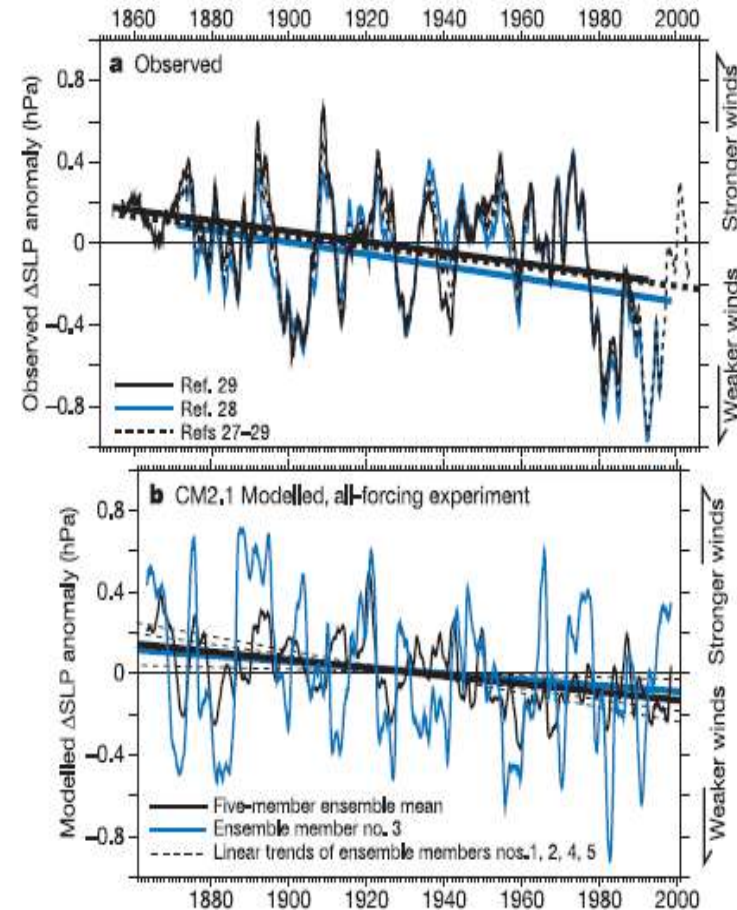 1860 1880 1900 1920 1940 1960 1980 2000
a Observed
0.8
0.4
0
−0.4
−0.8
Observed ΔSLP anomaly (hPa)
Stronger winds
Weaker winds
Ref. 29
Ref. 28
Refs 27–29
b CM2.1 Modelled, all-forcing experiment
0.8
0.4
0
−0.4
−0.8
Modelled ΔSLP anomaly (hPa)
Stronger winds
Weaker winds
Five-member ensemble mean
Ensemble member no. 3
Linear trends of ensemble members nos. 1, 2, 4, 5
1880 1900 1920 1940 1960 1980 2000